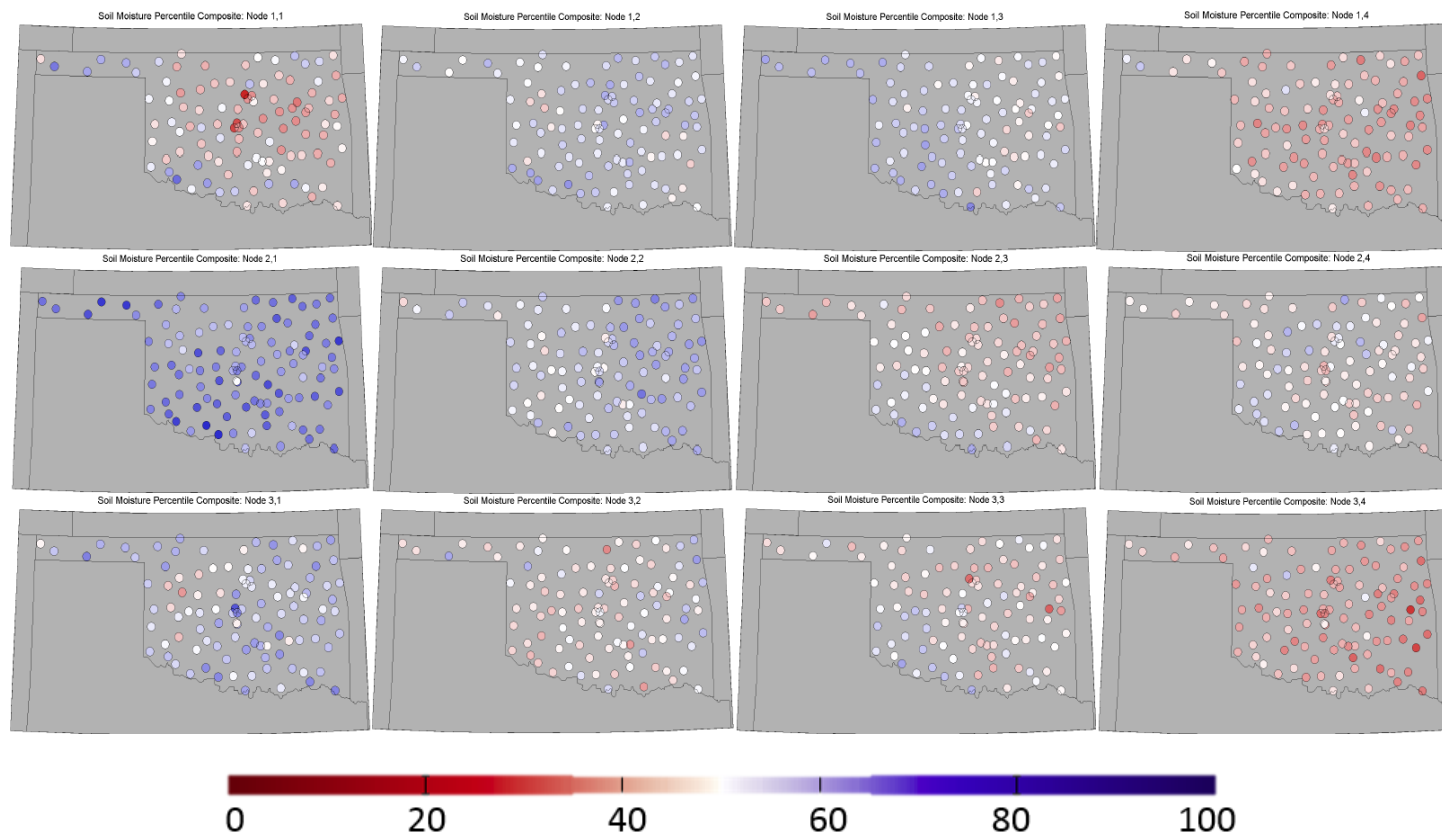 Soil Moisture Percentile Composite: Node 1,1
Soil Moisture Percentile Composite: Node 1,2
Soil Moisture Percentile Composite: Node 1,3
Soil Moisture Percentile Composite: Node 1,4
Soil Moisture Percentile Composite: Node 2,1
Soil Moisture Percentile Composite: Node 2,2
Soil Moisture Percentile Composite: Node 2,3
Soil Moisture Percentile Composite: Node 2,4
Soil Moisture Percentile Composite: Node 3,1
Soil Moisture Percentile Composite: Node 3,2
Soil Moisture Percentile Composite: Node 3,3
Soil Moisture Percentile Composite: Node 3,4
0 20 40 60 80 100